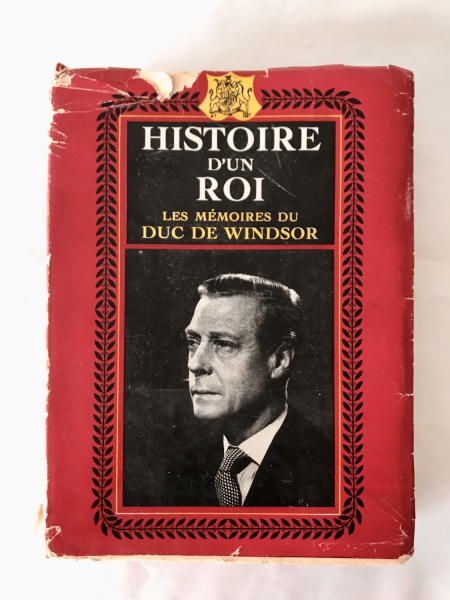 HISTOIRE
D'UN
ROI
LES MÉMOIRES DU
DUC DE WINDSOR